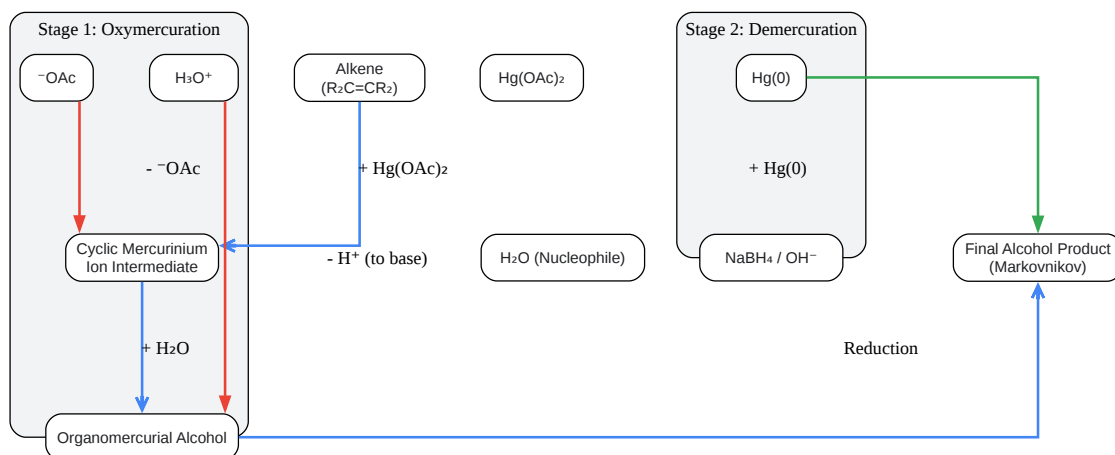 Stage 1: Oxymercuration
Stage 2: Demercuration
⁻OAc
H₃O⁺
Alkene
(R₂C=CR₂)
Hg(OAc)₂
Hg(0)
- ⁻OAc
+ Hg(OAc)₂
+ Hg(0)
Cyclic Mercurinium
Ion Intermediate
- H⁺ (to base)
H₂O (Nucleophile)
NaBH₄ / OH⁻
Final Alcohol Product
(Markovnikov)
+ H₂O
Reduction
Organomercurial Alcohol